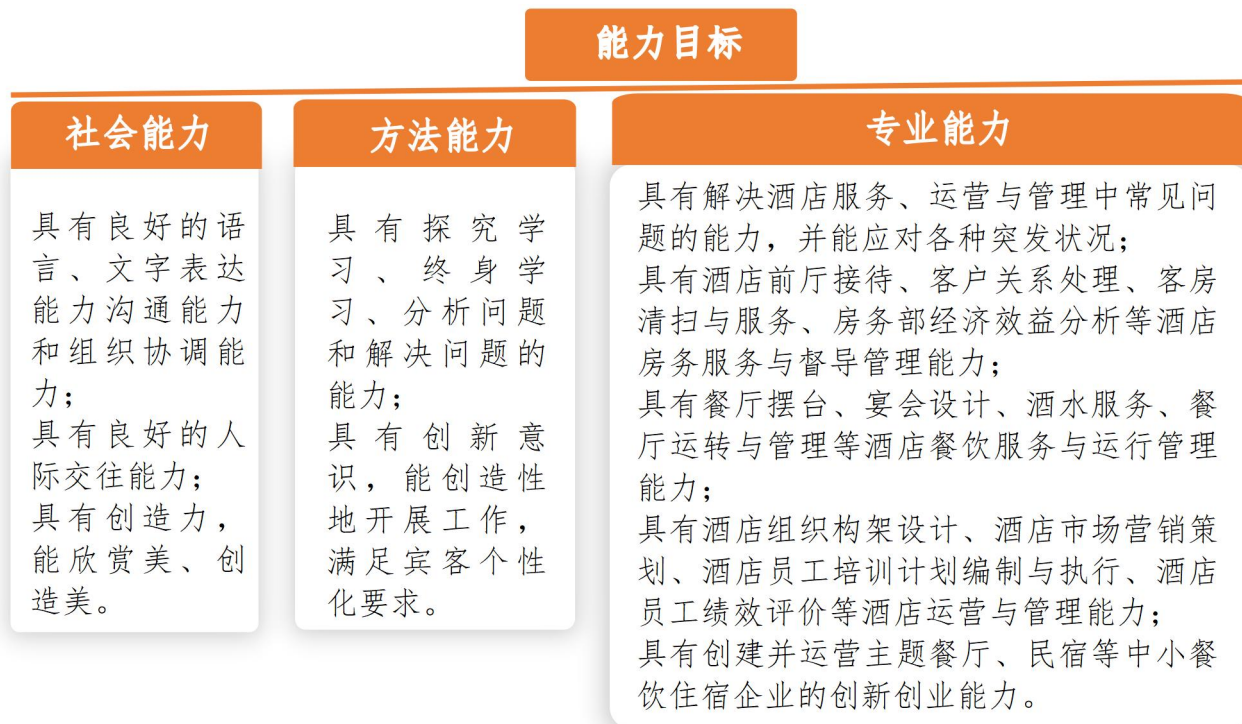 能力目标
社会能力
具有良好的语
言、文字表达
能力沟通能力
和组织协调能
力；
具有良好的人
际交往能力；
具有创造力，
能欣赏美、创
造美。
方法能力
具有探究学
习、终身学
习、分析问题
和解决问题的
能力；
具有创新意
识，能创造性
地开展工作，
满足宾客个性
化要求。
专业能力
具有解决酒店服务、运营与管理中常见问
题的能力，并能应对各种突发状况；
具有酒店前厅接待、客户关系处理、客房
清扫与服务、房务部经济效益分析等酒店
房务服务与督导管理能力；
具有餐厅摆台、宴会设计、酒水服务、餐
厅运转与管理等酒店餐饮服务与运行管理
能力；
具有酒店组织构架设计、酒店市场营销策
划、酒店员工培训计划编制与执行、酒店
员工绩效评价等酒店运营与管理能力；
具有创建并运营主题餐厅、民宿等中小餐
饮住宿企业的创新创业能力。